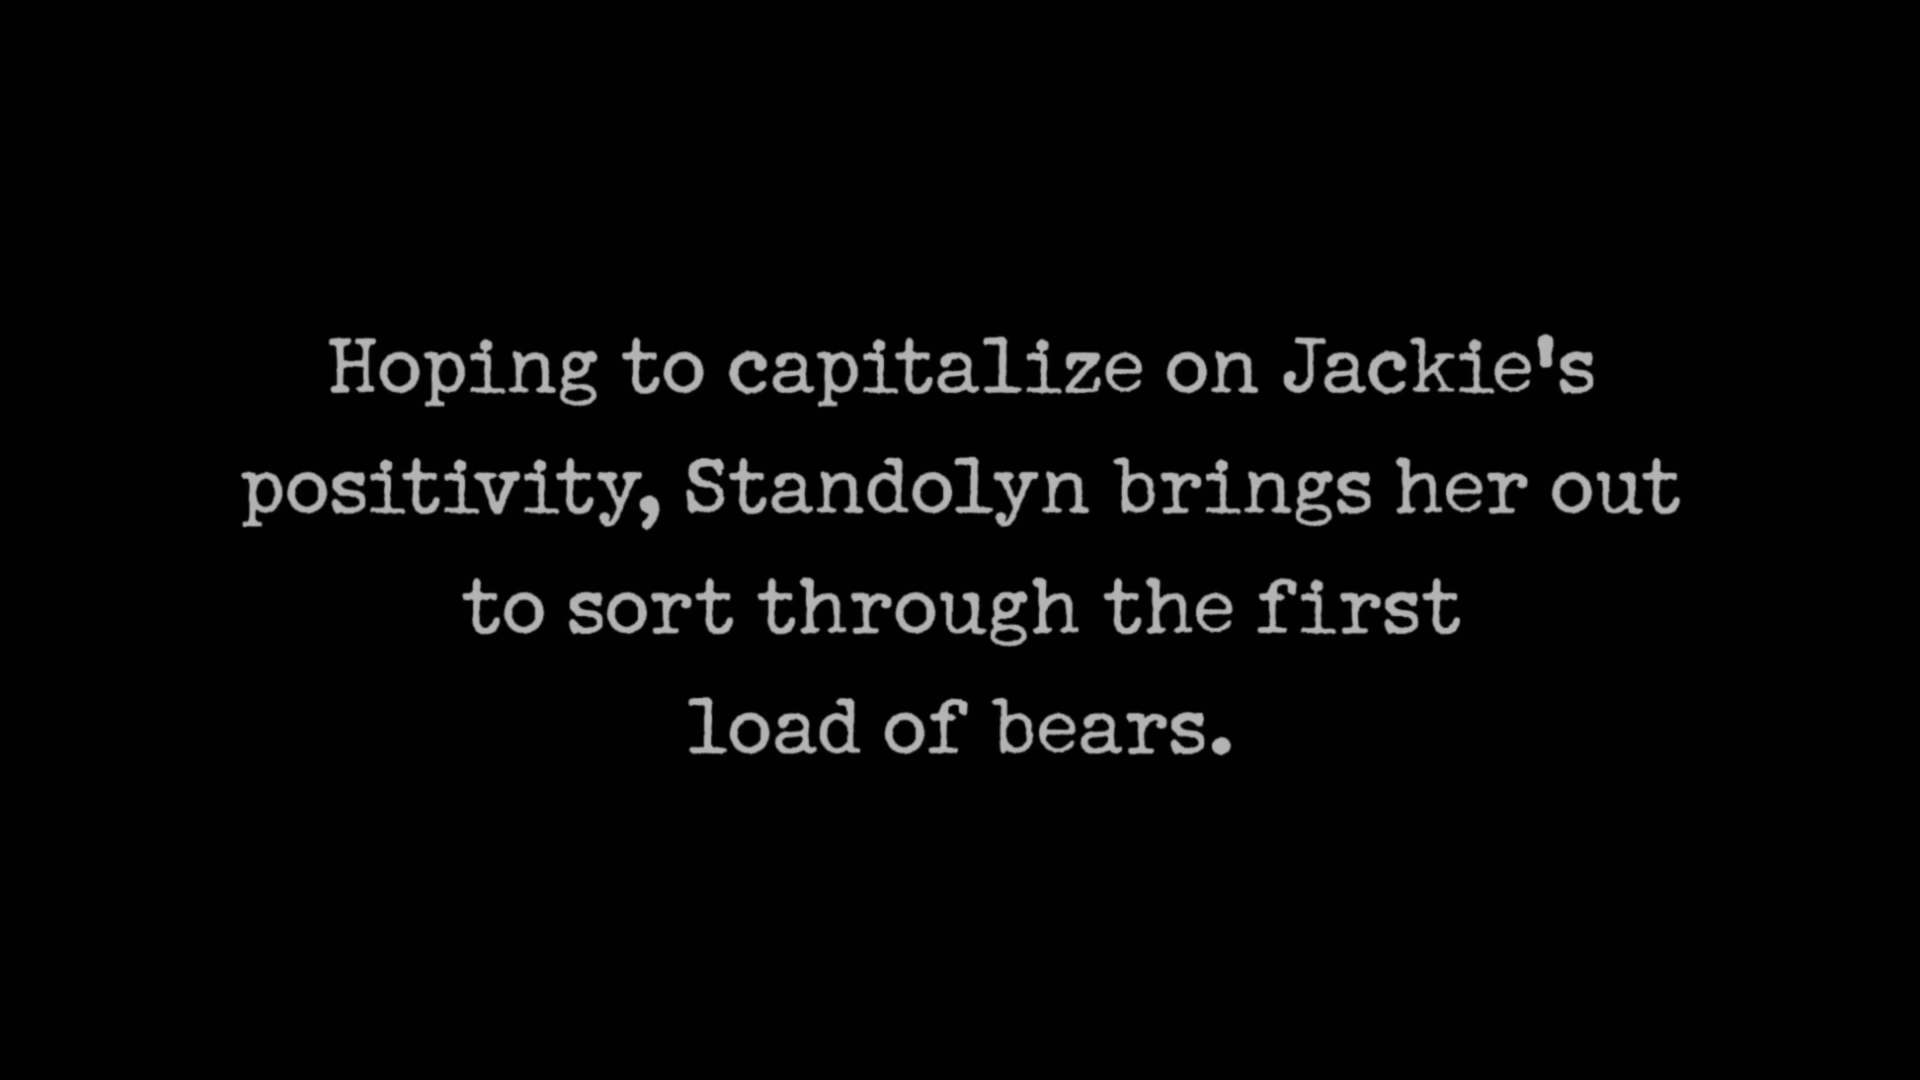 Hoping to capitalize on Jackie's
positivity, Standolyn brings her out
to sort through the first
load of bears.